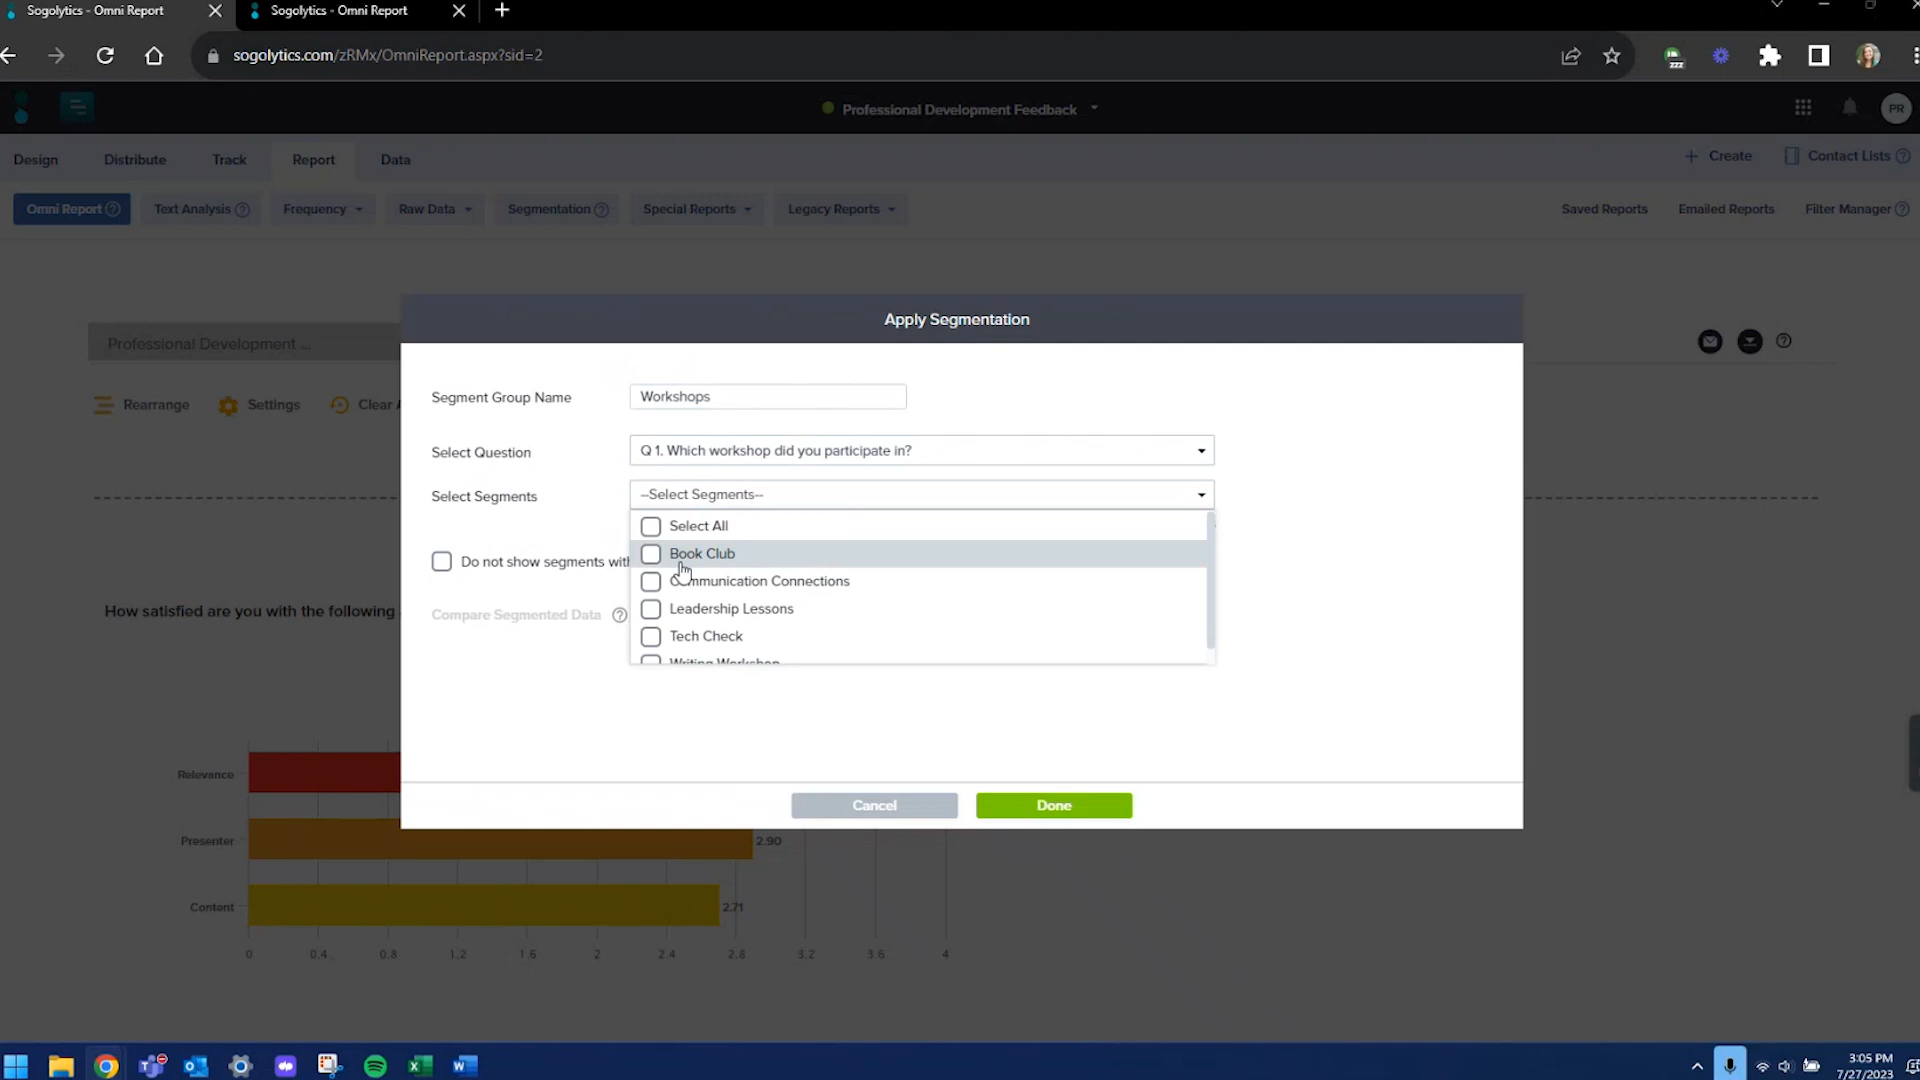 Sogolytics - Omni Report
Sogolytics - Omni Report
sogolytics.com/zRMx/OmniReport.aspx?sid=2
Professional Development Feedback
PR
Design Distribute Track Report Data
Create Contact Lists
Omni Report Text Analysis Frequency Raw Data Segmentation Special Reports Legacy Reports
Saved Reports Emailed Reports Filter Manager
Apply Segmentation
Professional Development ...
Rearrange Settings Clear
Segment Group Name Workshops
Select Question Q 1. Which workshop did you participate in?
Select Segments --Select Segments--
Select All
Book Club
Do not show segments with
Communication Connections
Leadership Lessons
How satisfied are you with the following
Compare Segmented Data
Tech Check
Writing Workshop
Relevance
Cancel Done
Presenter 2.90
Content 2.71
0 0.4 0.8 1.2 1.6 2 2.4 2.8 3.2 3.6 4
3:05 PM
7/27/2023